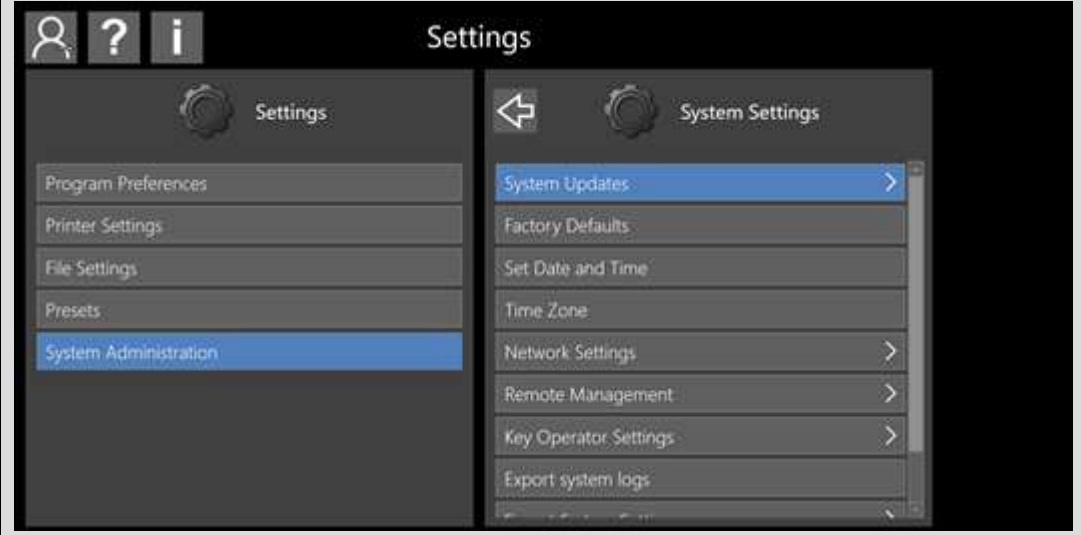 ? i Settings
Settings
Program Preferences
Printer Settings
File Settings
Presets
System Administration
System Settings
System Updates
Factory Defaults
Set Date and Time
Time Zone
Network Settings
Remote Management
Key Operator Settings
Export system logs